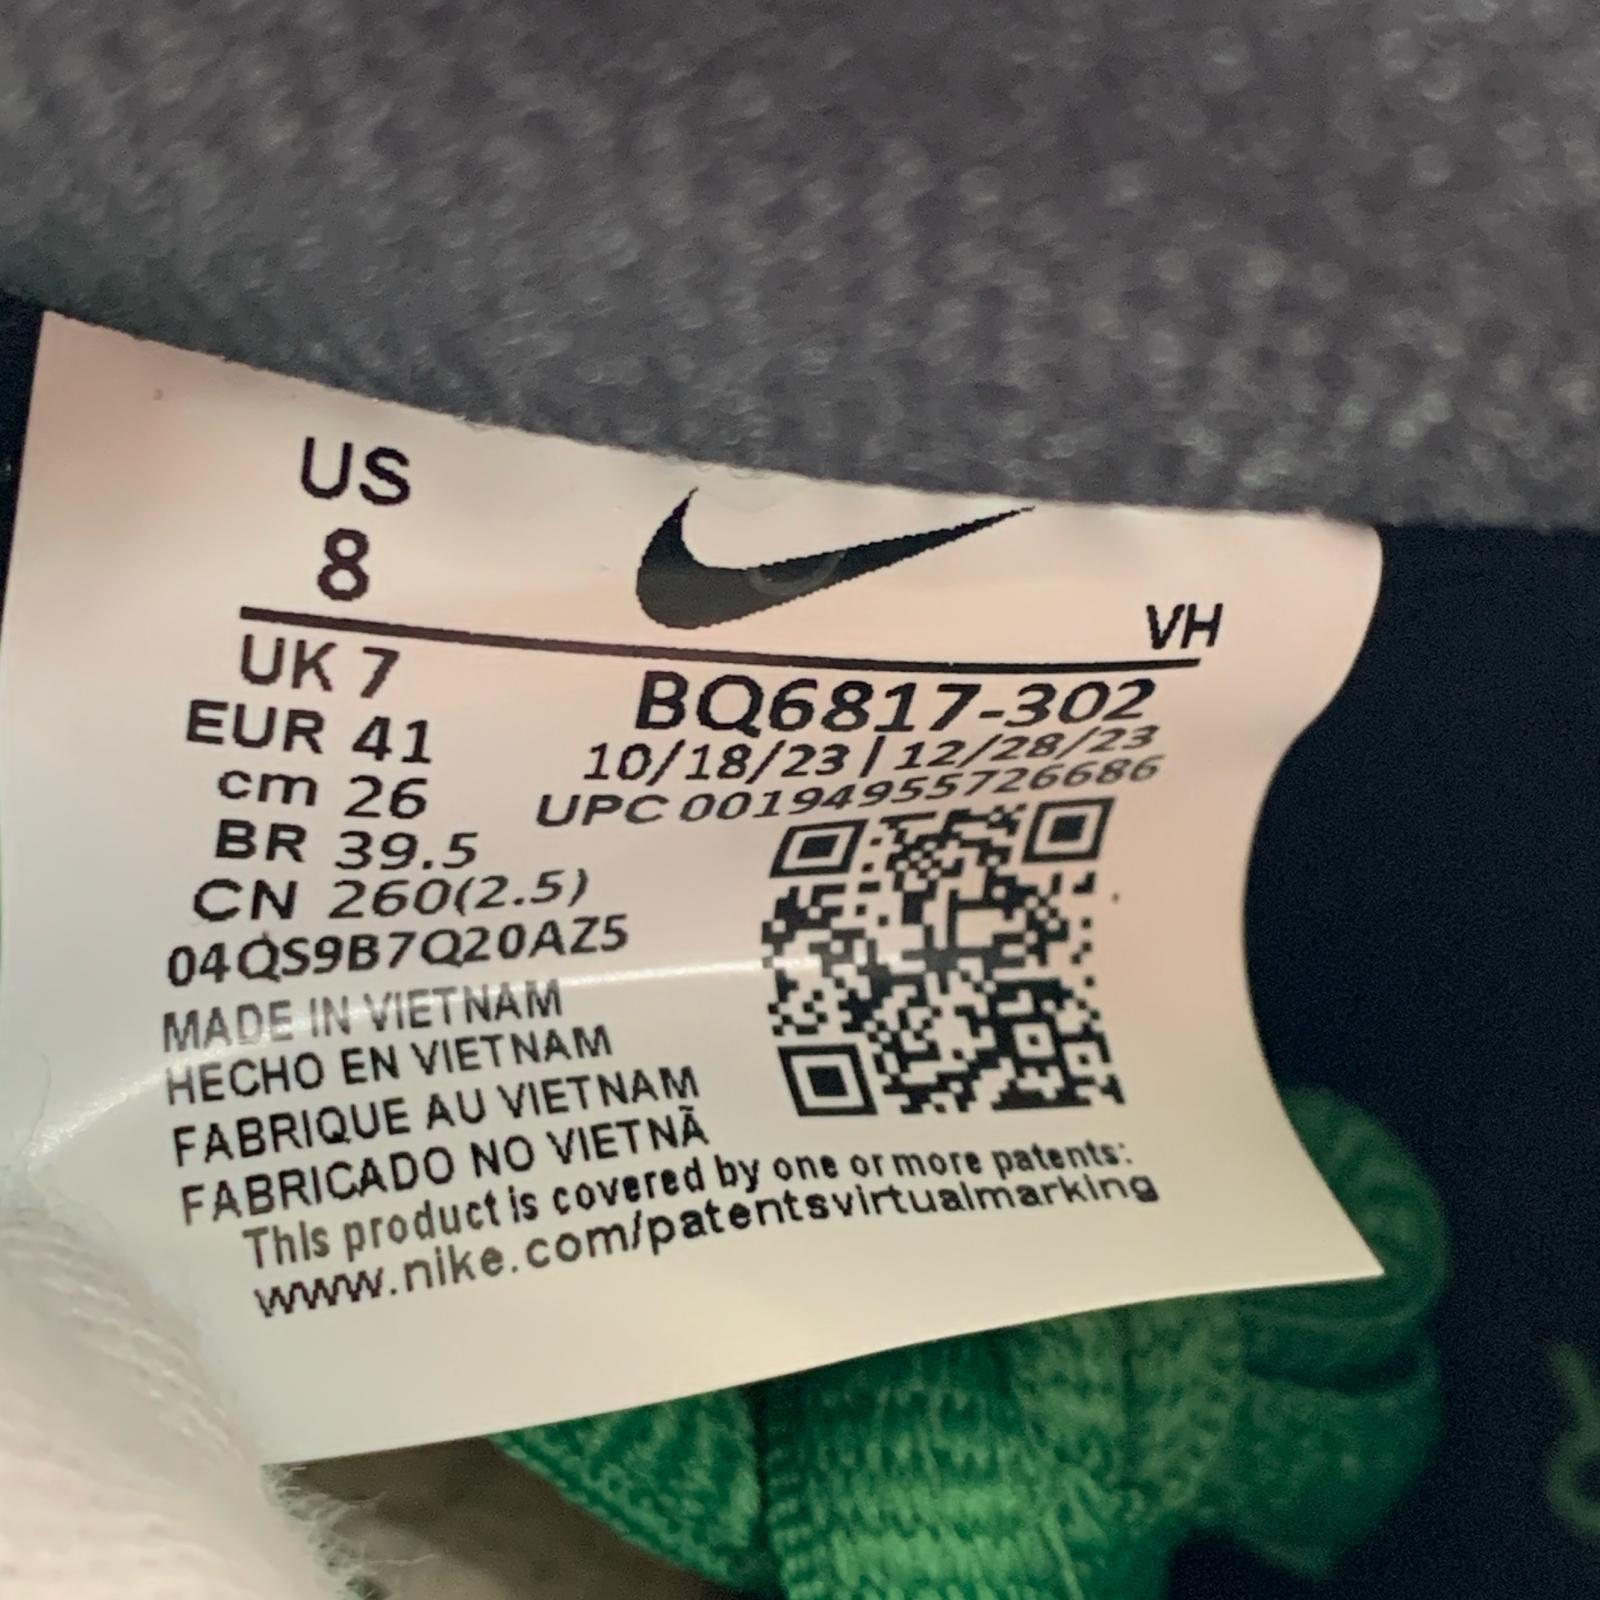 US
8
VH
UK 7
EUR 41
cm 26
BR 39.5
CN 260(2.5)
04QS9B7Q20AZ5
BQ6817-302
10/18/23 | 12/28/23
UPC 00194955726686
MADE IN VIETNAM
HECHO EN VIETNAM
FABRIQUE AU VIETNAM
FABRICADO NO VIETNÃ
This product is covered by one or more patents:
www.nike.com/patentsvirtualmarking